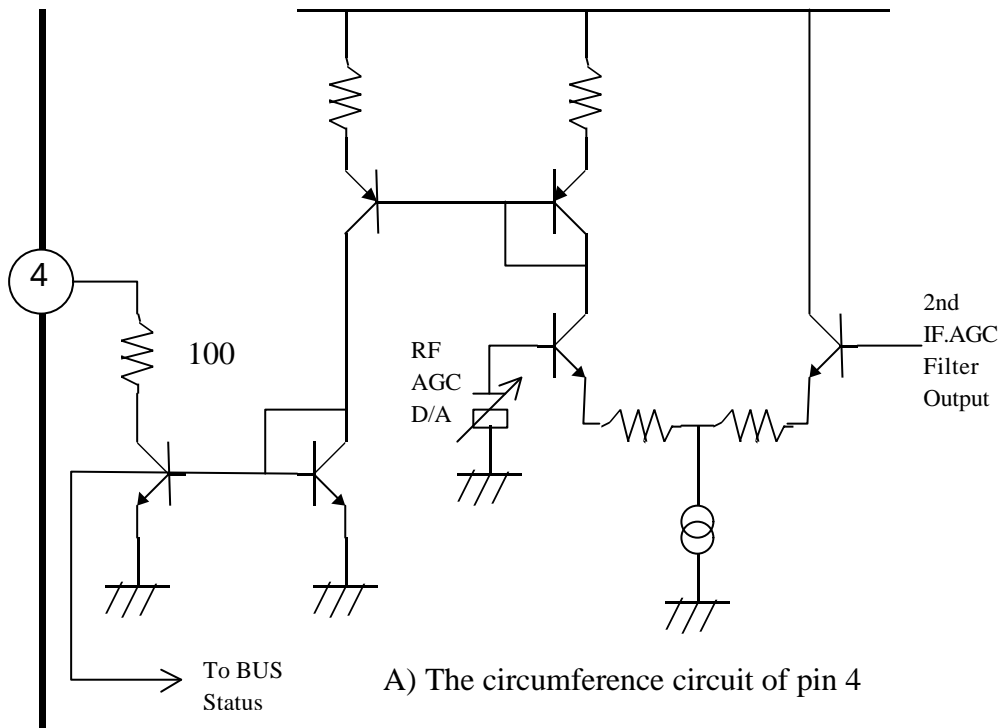 4
100
RF
AGC
D/A
2nd
IF.AGC
Filter
Output
To BUS
Status
A) The circumference circuit of pin 4